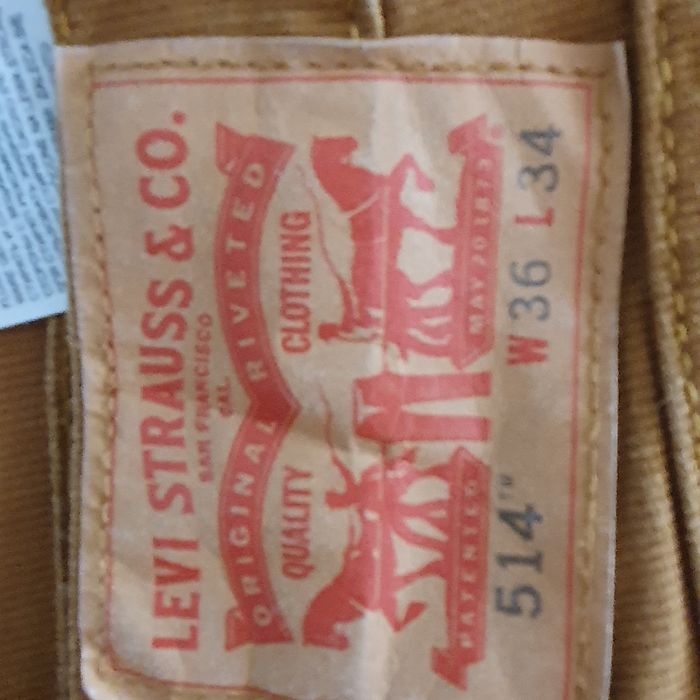 LEVI STRAUSS & CO.
SAN FRANCISCO
CAL
ORIGINAL RIVETED
QUALITY CLOTHING
PATENTED MAY 20 1873
514™ W 36 L 34